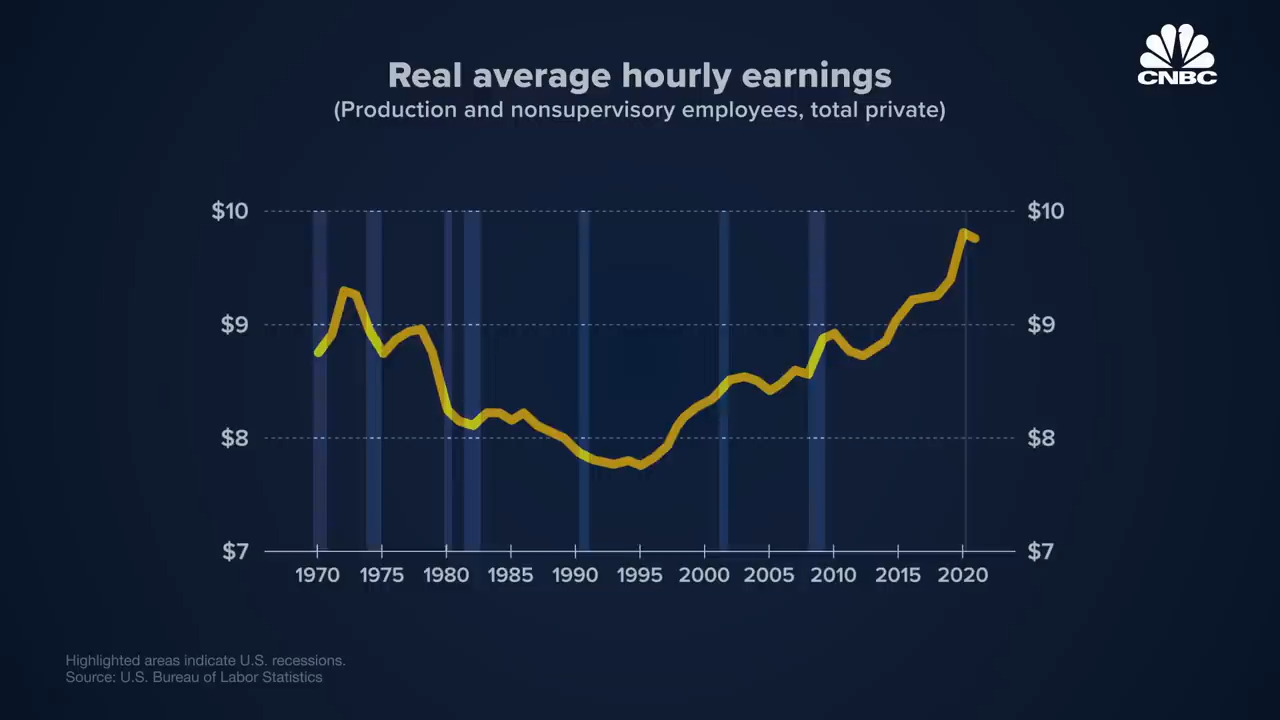 CNBC
Real average hourly earnings
(Production and nonsupervisory employees, total private)
$10
$10
$9
$9
$8
$8
$7
$7
1970 1975 1980 1985 1990 1995 2000 2005 2010 2015 2020
Highlighted areas indicate U.S. recessions.
Source: U.S. Bureau of Labor Statistics